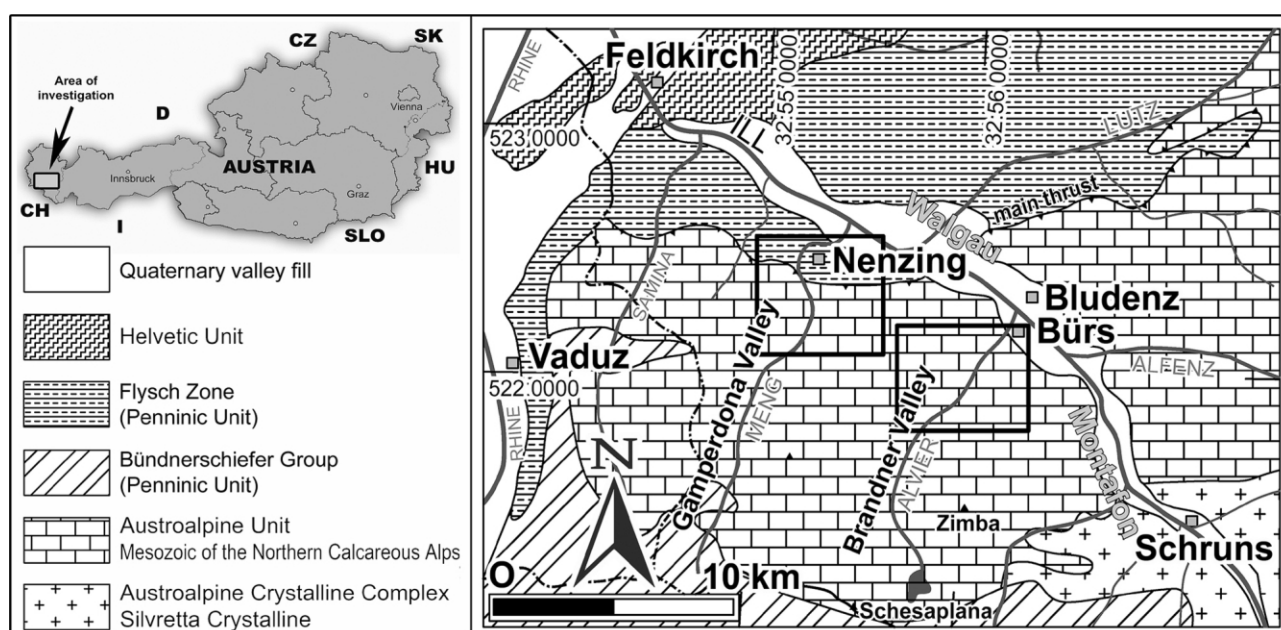 CZ
SK
Area of
investigation
D
Vienna
AUSTRIA
HU
Innsbruck
Graz
CH
I
SLO
Quaternary valley fill
Helvetic Unit
Flysch Zone
(Penninic Unit)
Bündnerschiefer Group
(Penninic Unit)
Austroalpine Unit
Mesozoic of the Northern Calcareous Alps
Austroalpine Crystalline Complex
Silvretta Crystalline
RHINE
Feldkirch
32.55.0000
32.56.0000
523.0000
ILL
LUTZ
Walgau
main thrust
SAMINA
Nenzing
Bludenz
Bürs
Vaduz
522.0000
ALFENZ
RHINE
Gamperdona Valley
MENG
Brandner Valley
ALVIER
Montafon
N
Zimba
Schruns
O
10 km
Schesaplana